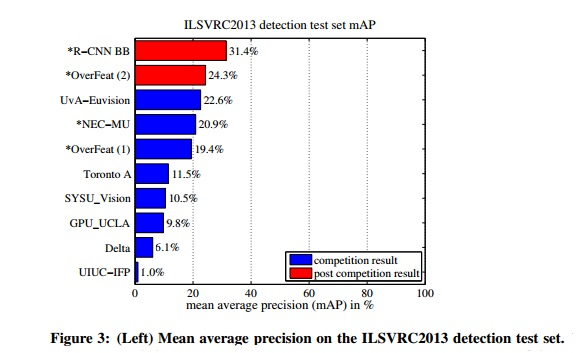 ILSVRC2013 detection test set mAP
*R−CNN BB 31.4%
*OverFeat (2) 24.3%
UvA−Euvision 22.6%
*NEC−MU 20.9%
*OverFeat (1) 19.4%
Toronto A 11.5%
SYSU_Vision 10.5%
GPU_UCLA 9.8%
Delta 6.1%
UIUC−IFP 1.0%
competition result
post competition result
0 20 40 60 80 100
mean average precision (mAP) in %
Figure 3: (Left) Mean average precision on the ILSVRC2013 detection test set.